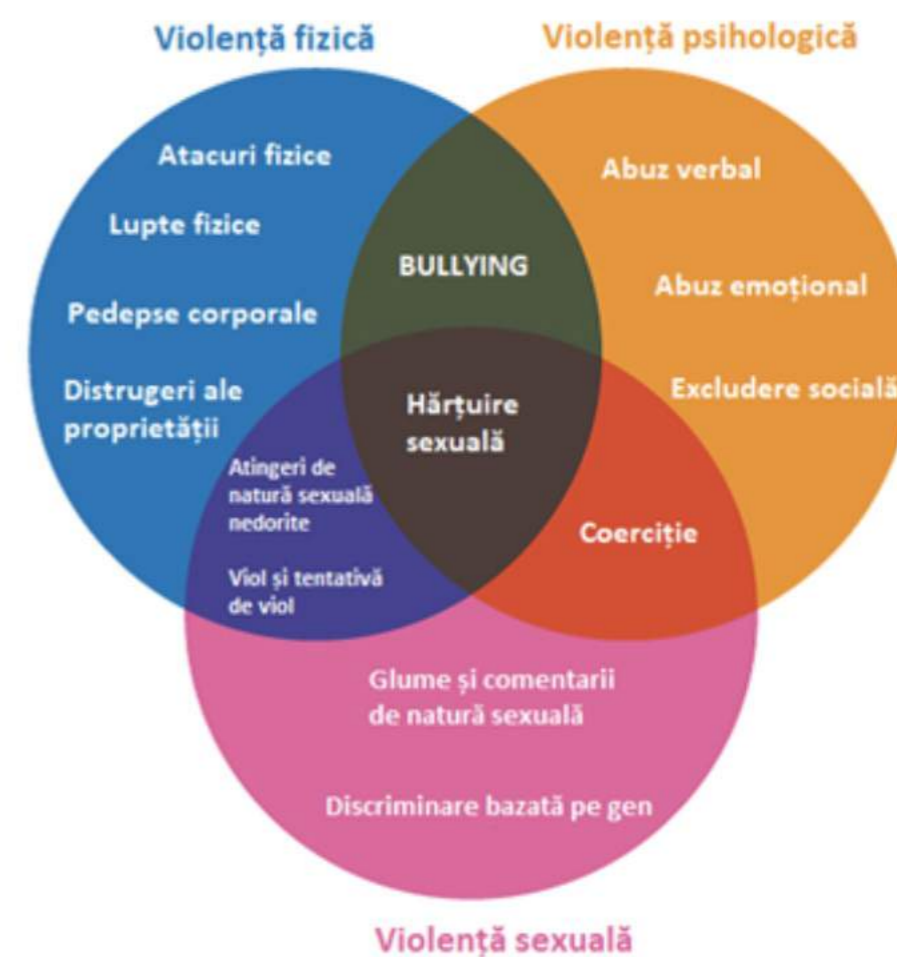 Violență fizică
Violență psihologică
Atacuri fizice
Lupte fizice
Pedepse corporale
Distrugeri ale
proprietății
Abuz verbal
Abuz emoțional
Excludere socială
BULLYING
Hărțuire
sexuală
Atingeri de
natură sexuală
nedorite
Viol și tentativă
de viol
Coerciție
Glume și comentarii
de natură sexuală
Discriminare bazată pe gen
Violență sexuală